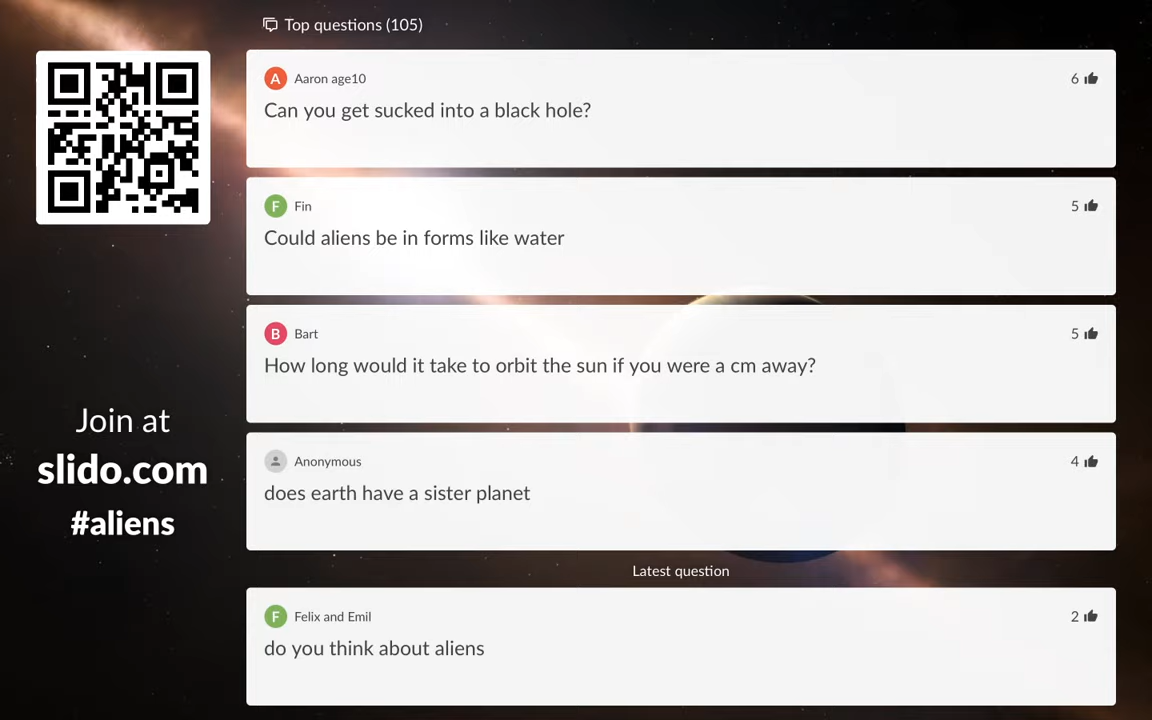 Top questions (105)
A Aaron age10 6
Can you get sucked into a black hole?
F Fin 5
Could aliens be in forms like water
B Bart 5
How long would it take to orbit the sun if you were a cm away?
Anonymous 4
does earth have a sister planet
Join at
slido.com
#aliens
Latest question
F Felix and Emil 2
do you think about aliens